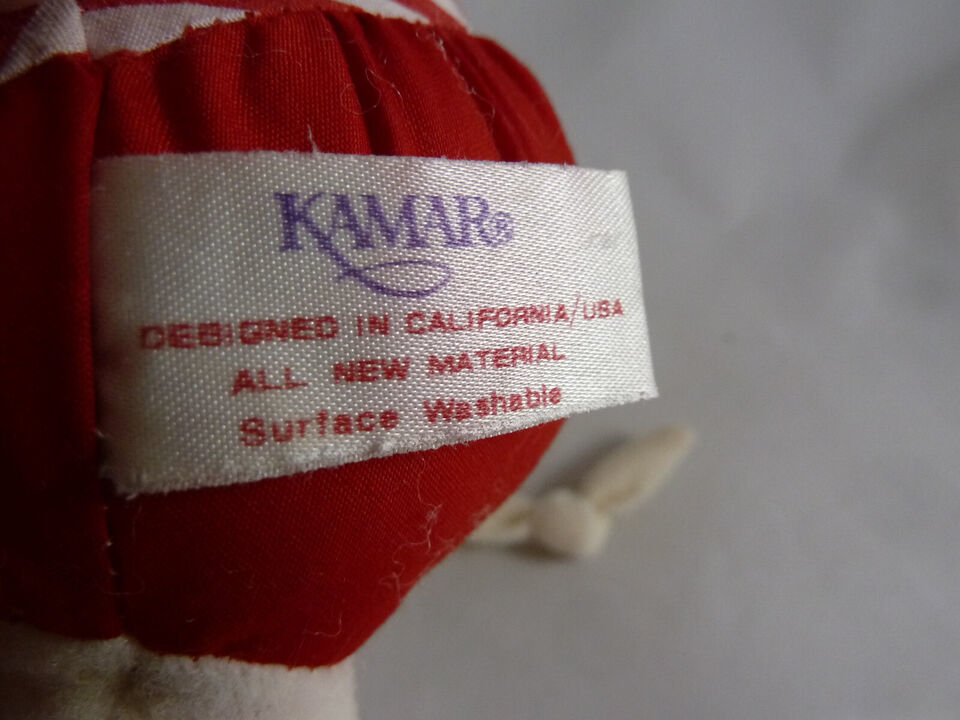 KAMAR®
DESIGNED IN CALIFORNIA/USA
ALL NEW MATERIAL
Surface Washable